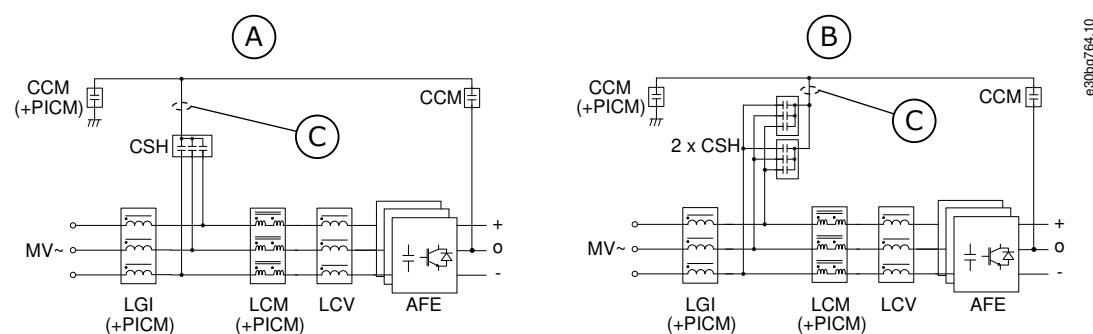 A
B
e30bg764.10
CCM
(+PICM)
CCM
C
CSH
MV~
+
o
-
LGI
(+PICM)
LCM
(+PICM)
LCV
AFE
CCM
(+PICM)
CCM
C
2 x CSH
MV~
+
o
-
LGI
(+PICM)
LCM
(+PICM)
LCV
AFE